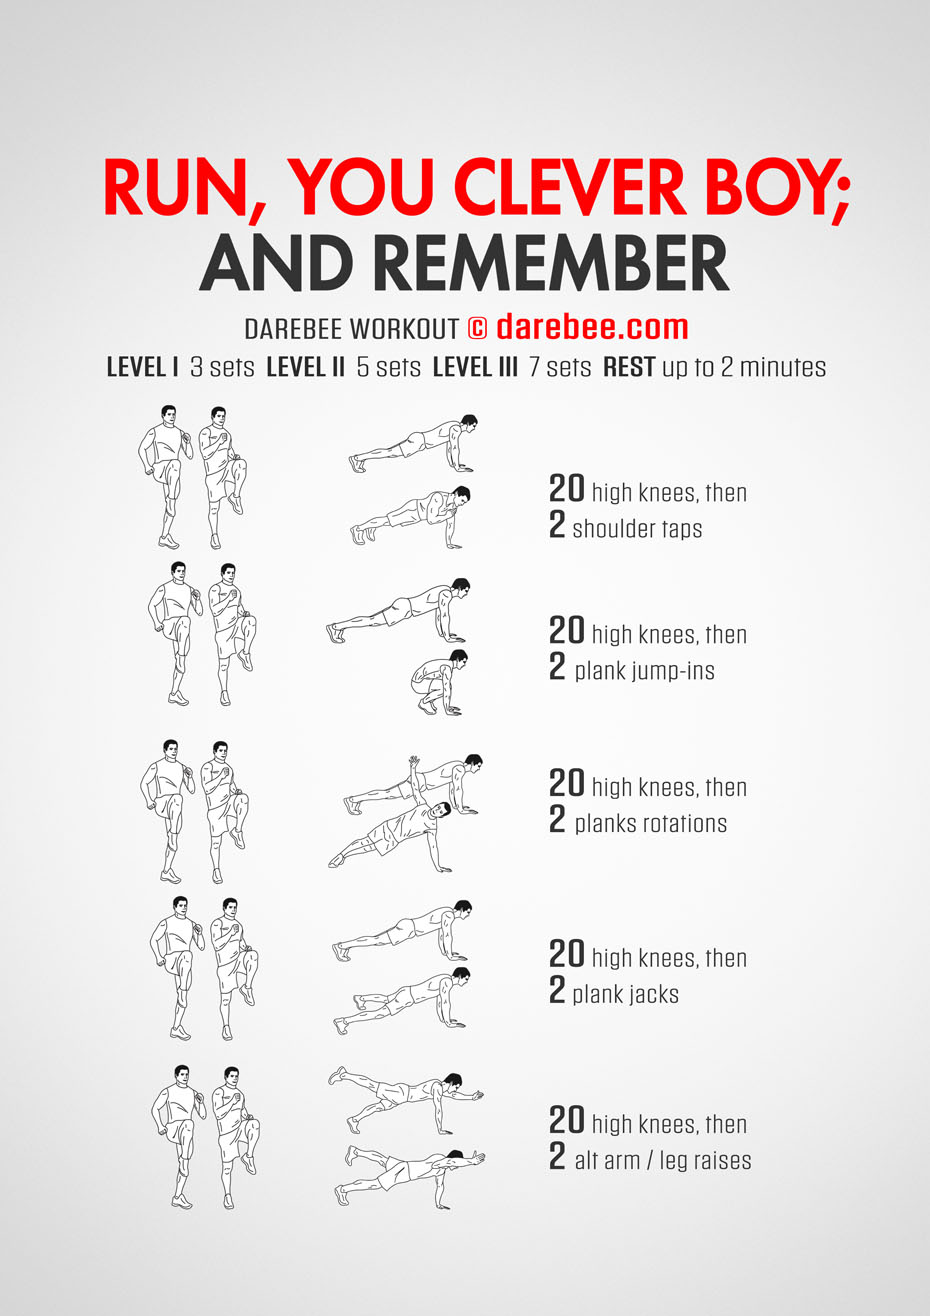 RUN, YOU CLEVER BOY;
AND REMEMBER
DAREBEE WORKOUT © darebee.com
LEVEL I 3 sets LEVEL II 5 sets LEVEL III 7 sets REST up to 2 minutes
20 high knees, then
2 shoulder taps
20 high knees, then
2 plank jump-ins
20 high knees, then
2 planks rotations
20 high knees, then
2 plank jacks
20 high knees, then
2 alt arm / leg raises